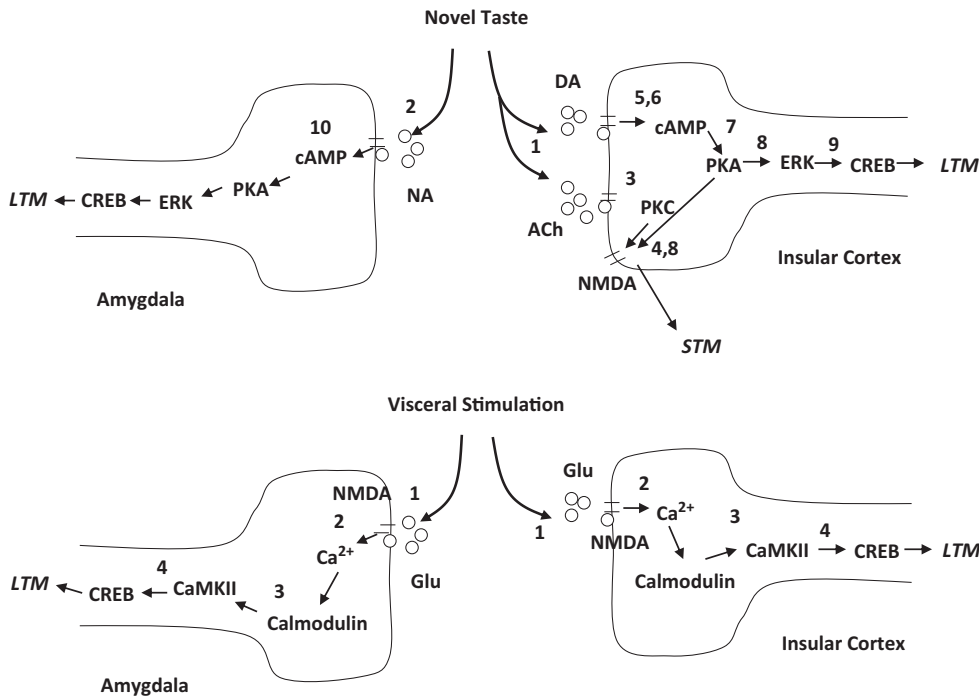 Novel Taste
DA
2
5,6
10
cAMP
7
cAMP
1
8
9
PKA
ERK
CREB
LTM
3
PKA
NA
LTM
CREB
ERK
PKC
ACh
4,8
Insular Cortex
NMDA
Amygdala
STM
Visceral Stimulation
Glu
NMDA
1
2
2
Ca2+
3
1
Ca2+
NMDA
4
CaMKII
CREB
LTM
Glu
4
LTM
CREB
CaMKII
3
Calmodulin
Calmodulin
Insular Cortex
Amygdala